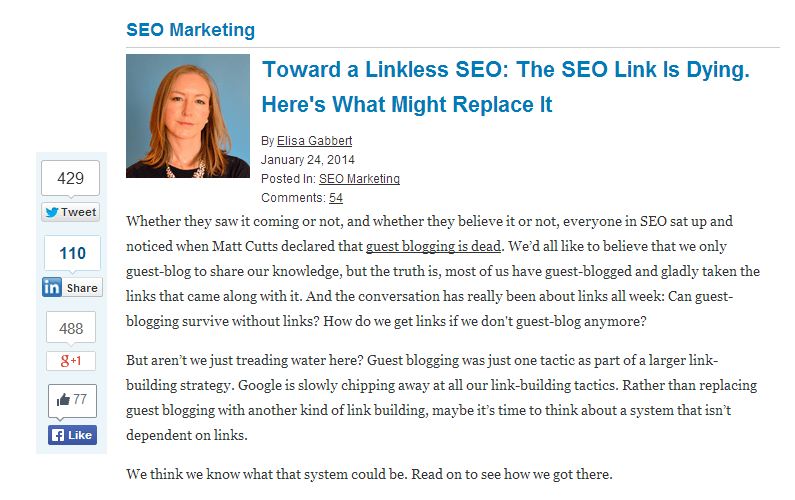 SEO Marketing
Toward a Linkless SEO: The SEO Link Is Dying.
Here's What Might Replace It
By Elisa Gabbert
January 24, 2014
Posted In: SEO Marketing
Comments: 54
429
Tweet
110
in Share
488
g+1
77
f Like
Whether they saw it coming or not, and whether they believe it or not, everyone in SEO sat up and
noticed when Matt Cutts declared that guest blogging is dead. We’d all like to believe that we only
guest-blog to share our knowledge, but the truth is, most of us have guest-blogged and gladly taken the
links that came along with it. And the conversation has really been about links all week: Can guest-
blogging survive without links? How do we get links if we don't guest-blog anymore?
But aren’t we just treading water here? Guest blogging was just one tactic as part of a larger link-
building strategy. Google is slowly chipping away at all our link-building tactics. Rather than replacing
guest blogging with another kind of link building, maybe it’s time to think about a system that isn’t
dependent on links.
We think we know what that system could be. Read on to see how we got there.